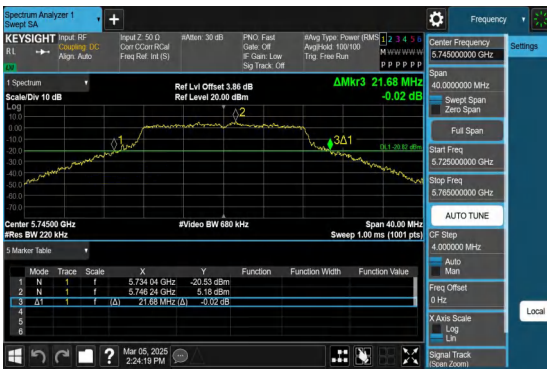 Spectrum Analyzer 1
Swept SA
+
Frequency
KEYSIGHT
Input: RF
Coupling: DC
Align: Auto
Input Z: 50 Ω
Corr CCorr RCal
Freq Ref: Int (S)
#Atten: 30 dB
PNO: Fast
Gate: Off
IF Gain: Low
Sig Track: Off
#Avg Type: Power (RMS
Avg|Hold: 100/100
Trig: Free Run
1 2 3 4 5 6
M W W W W W
P P P P P P
R L
1 Spectrum
Scale/Div 10 dB
Ref Lvl Offset 3.86 dB
Ref Level 20.00 dBm
ΔMkr3 21.68 MHz
-0.02 dB
Log
10.0
0.00
-10.0
-20.0
-30.0
-40.0
-50.0
-60.0
-70.0
1
2
3Δ1
DL1 -20.82 dBm
Center 5.74500 GHz
#Res BW 220 kHz
#Video BW 680 kHz
Span 40.00 MHz
Sweep 1.00 ms (1001 pts)
5 Marker Table
Mode Trace Scale X Y Function Function Width Function Value
1 N 1 f 5.734 04 GHz -20.53 dBm
2 N 1 f 5.746 24 GHz 5.18 dBm
3 Δ1 1 f (Δ) 21.68 MHz (Δ) -0.02 dB
4
5
6
Mar 05, 2025
2:24:19 PM
Center Frequency
5.745000000 GHz
Settings
Span
40.0000000 MHz
Swept Span
Zero Span
Full Span
Start Freq
5.725000000 GHz
Stop Freq
5.765000000 GHz
AUTO TUNE
CF Step
4.000000 MHz
Auto
Man
Freq Offset
0 Hz
Local
X Axis Scale
Log
Lin
Signal Track
(Span Zoom)